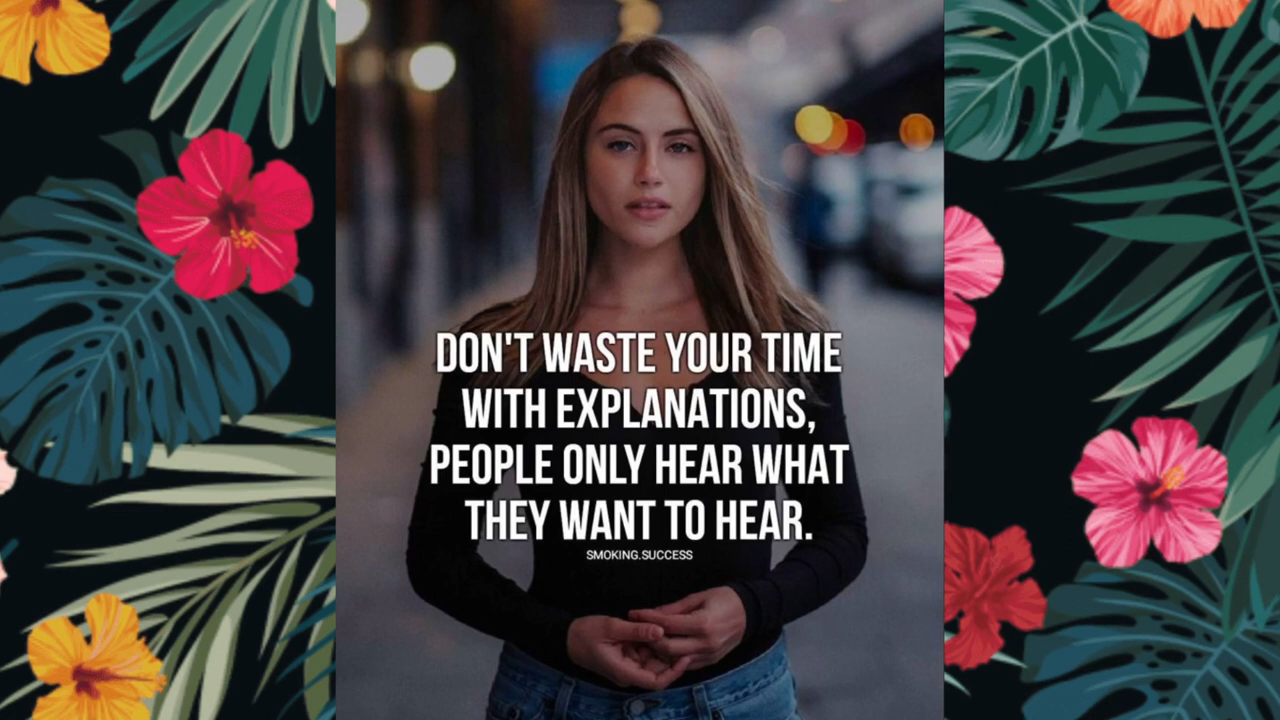 DON'T WASTE YOUR TIME
WITH EXPLANATIONS,
PEOPLE ONLY HEAR WHAT
THEY WANT TO HEAR.
SMOKING.SUCCESS